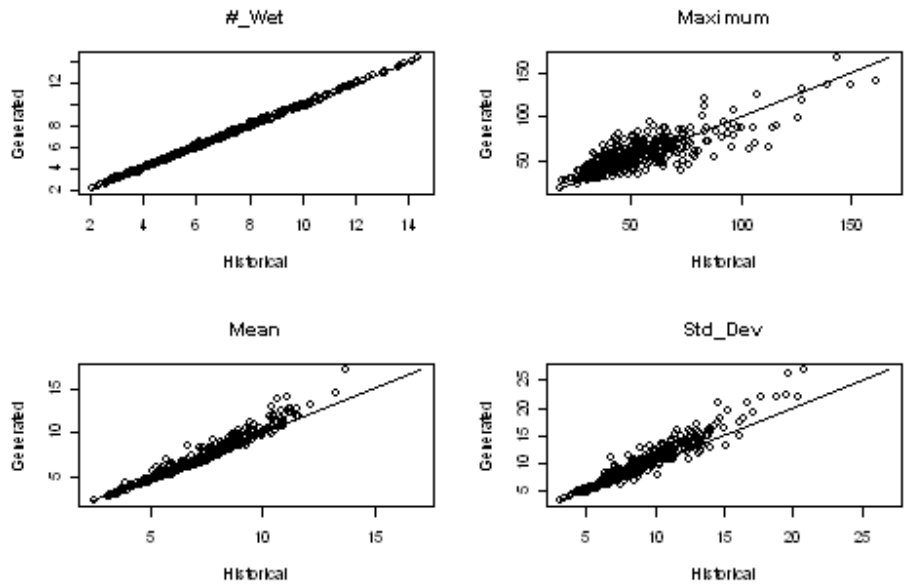 #_Wet
Generated
2 4 6 8 12
2 4 6 8 10 12 14
Historical
Maximum
Generated
50 100 150
50 100 150
Historical
Mean
Generated
5 10 15
5 10 15
Historical
Std_Dev
Generated
5 10 15 20 25
5 10 15 20 25
Historical